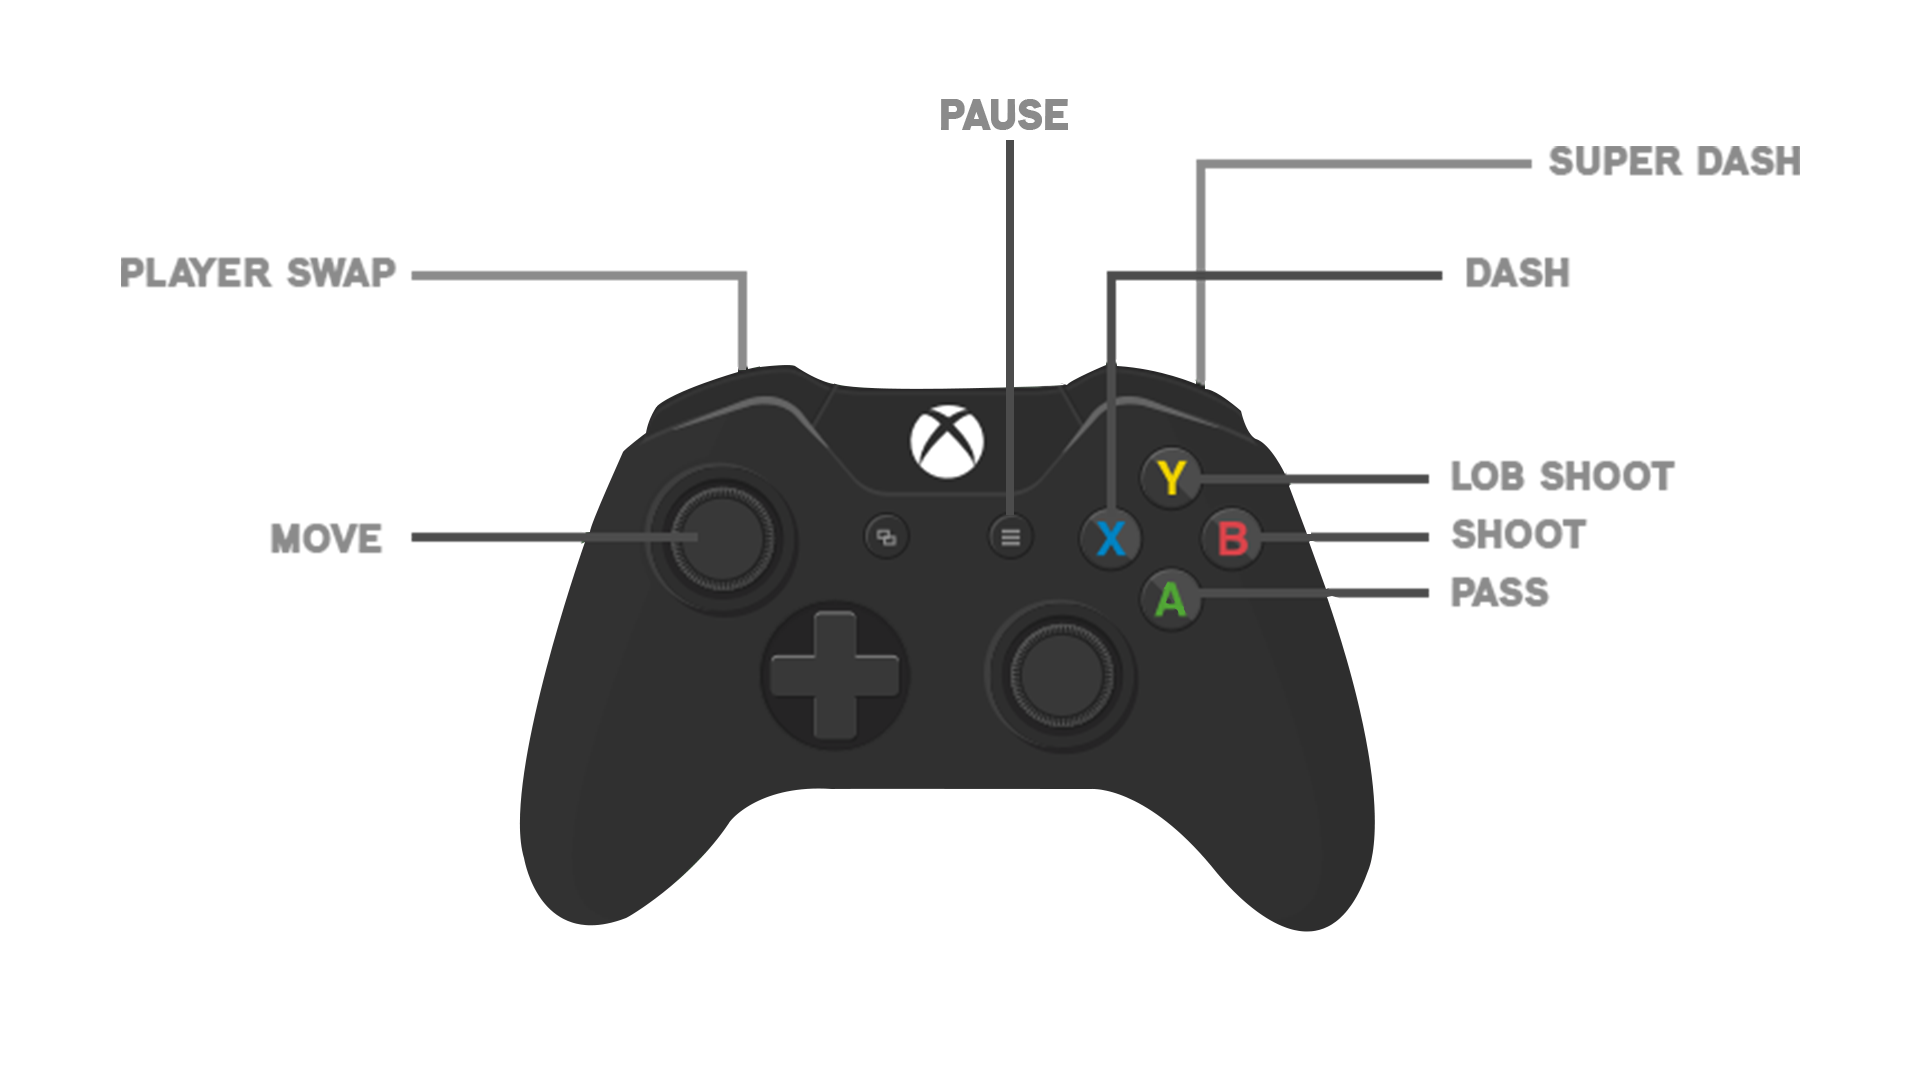 PAUSE
SUPER DASH
PLAYER SWAP
DASH
Y
LOB SHOOT
MOVE
X
B
SHOOT
A
PASS